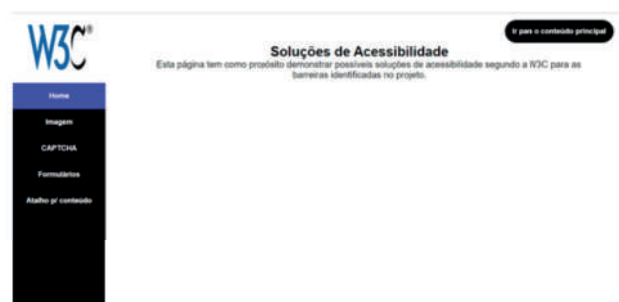 W3C®
Ir para o conteúdo principal
Soluções de Acessibilidade
Esta página tem como propósito demonstrar possíveis soluções de acessibilidade segundo a W3C para as
barreiras identificadas no projeto.
Home
Imagem
CAPTCHA
Formulários
Atalho p/ conteúdo